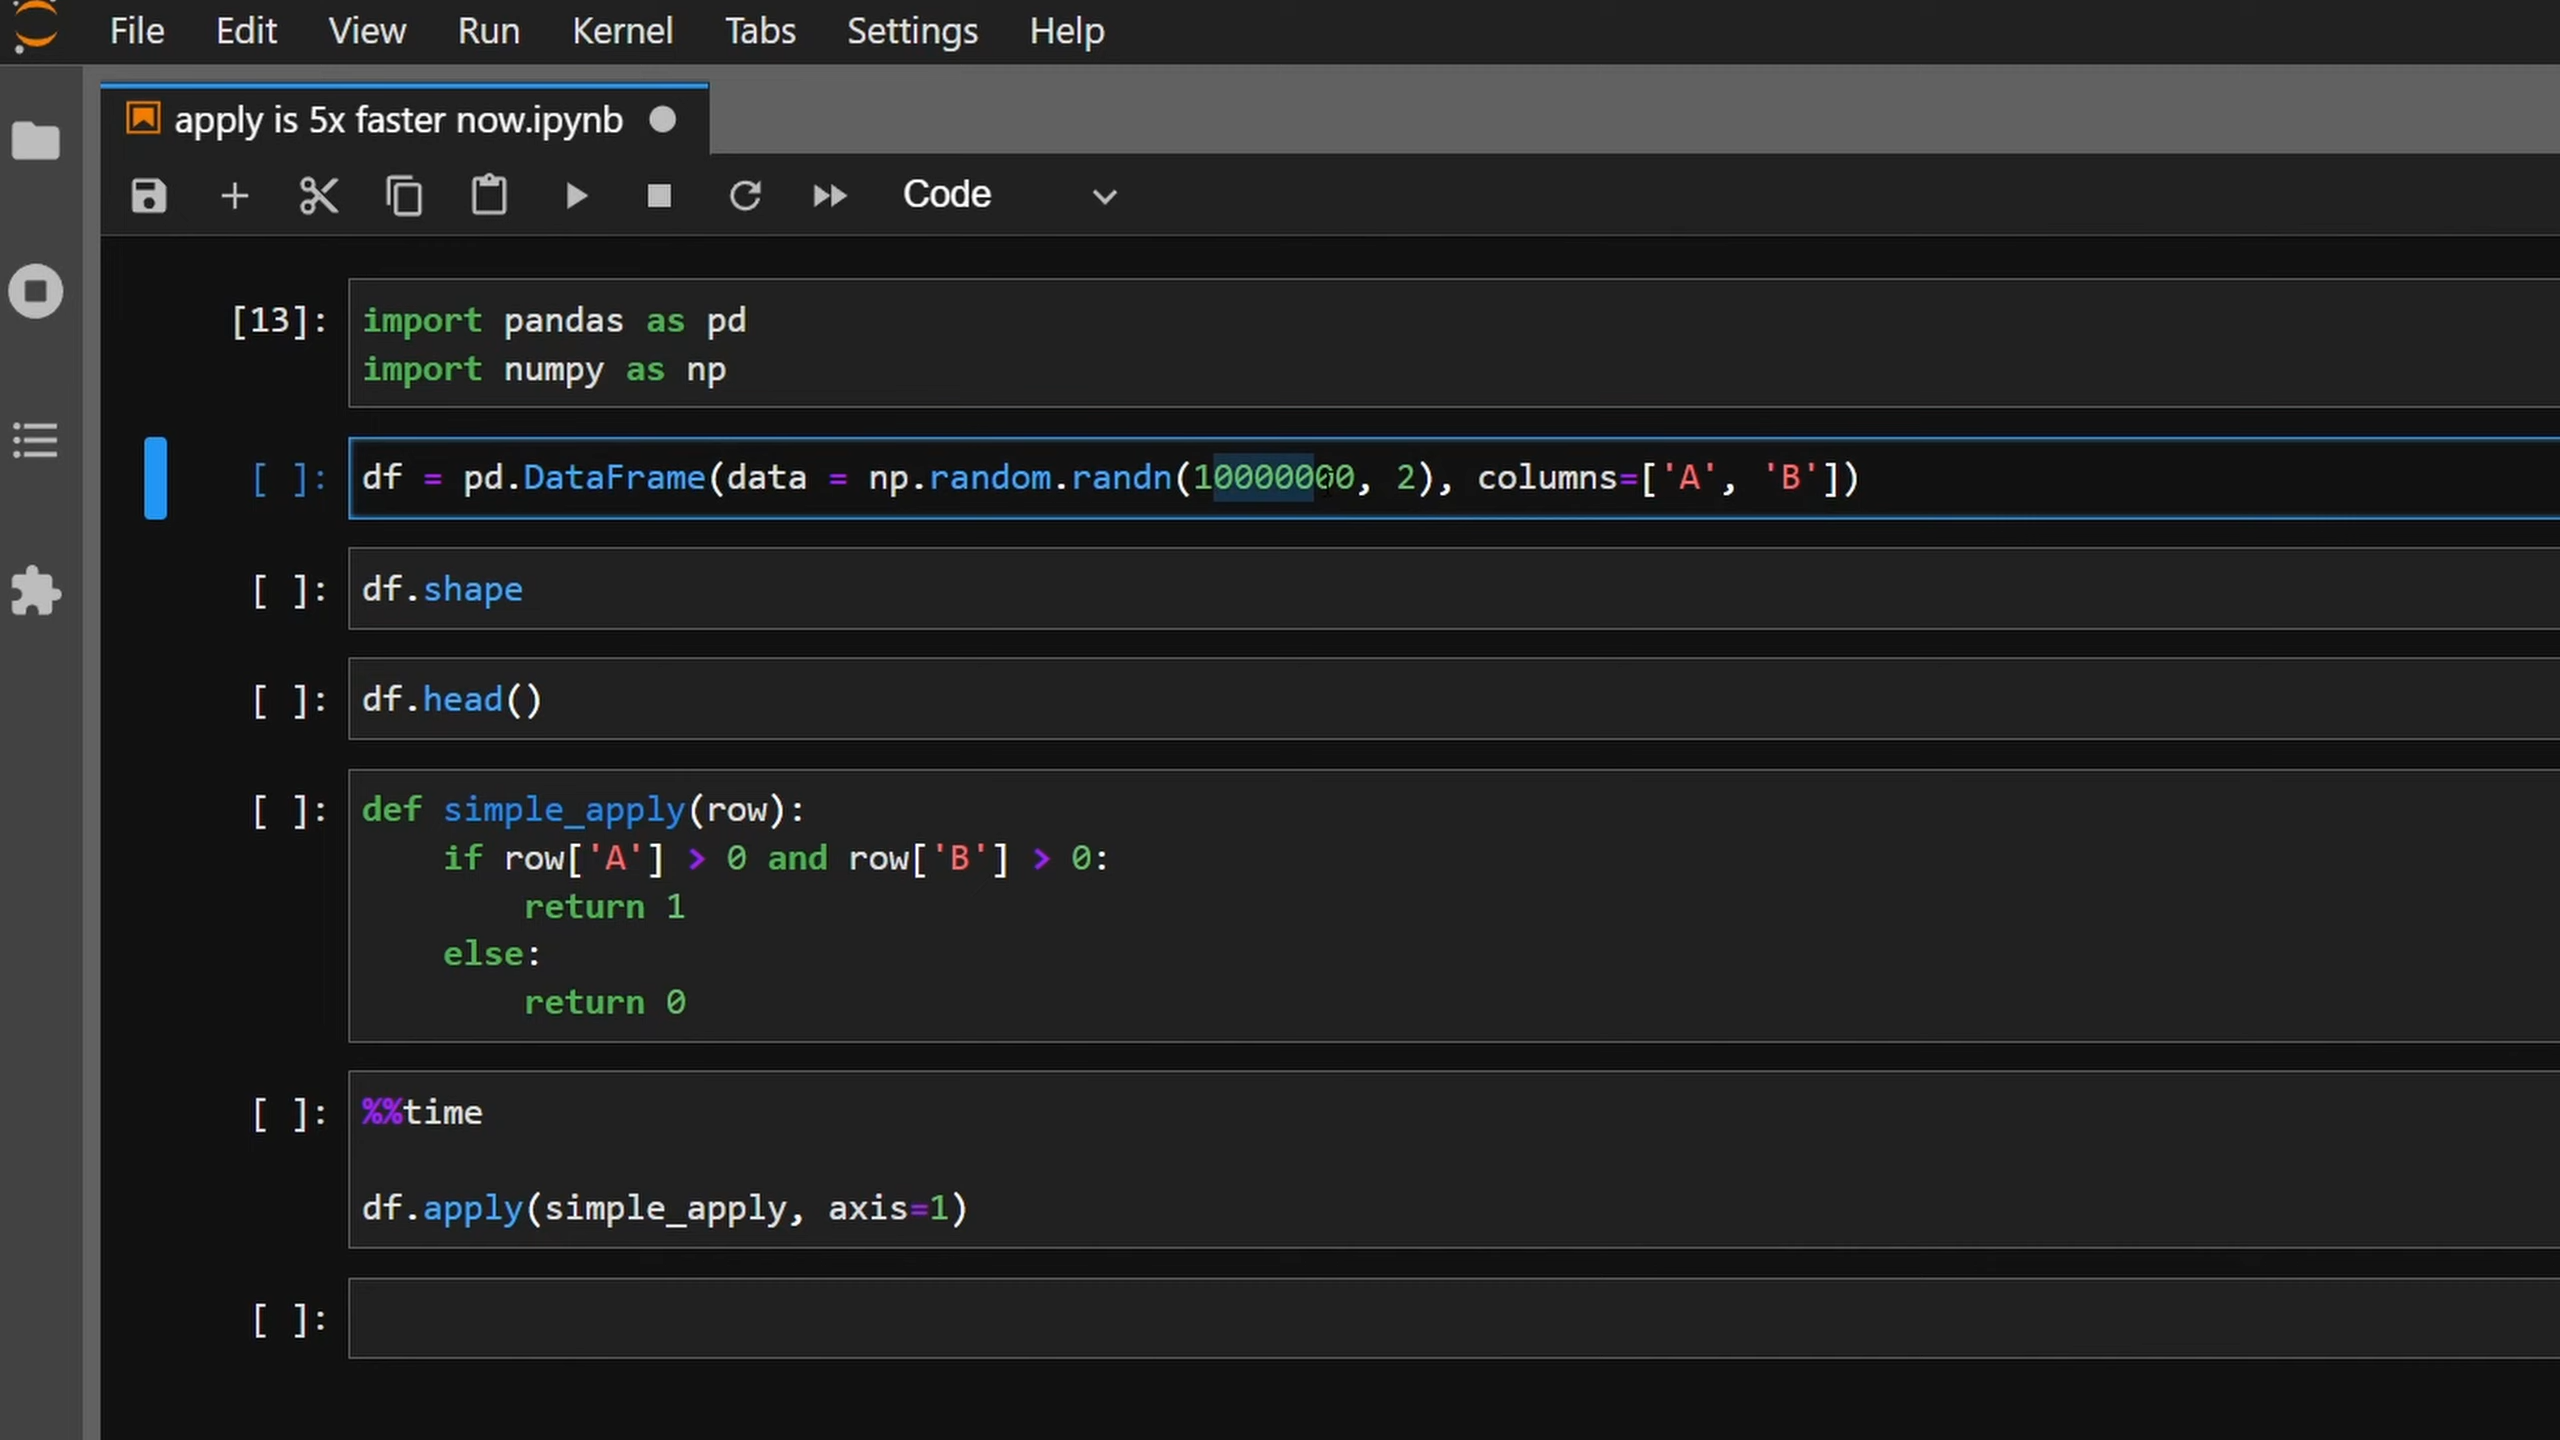 File Edit View Run Kernel Tabs Settings Help
apply is 5x faster now.ipynb
Code
[13]: import pandas as pd
import numpy as np
[ ]: df = pd.DataFrame(data = np.random.randn(10000000, 2), columns=['A', 'B'])
[ ]: df.shape
[ ]: df.head()
[ ]: def simple_apply(row):
if row['A'] > 0 and row['B'] > 0:
return 1
else:
return 0
[ ]: %%time
df.apply(simple_apply, axis=1)
[ ]: